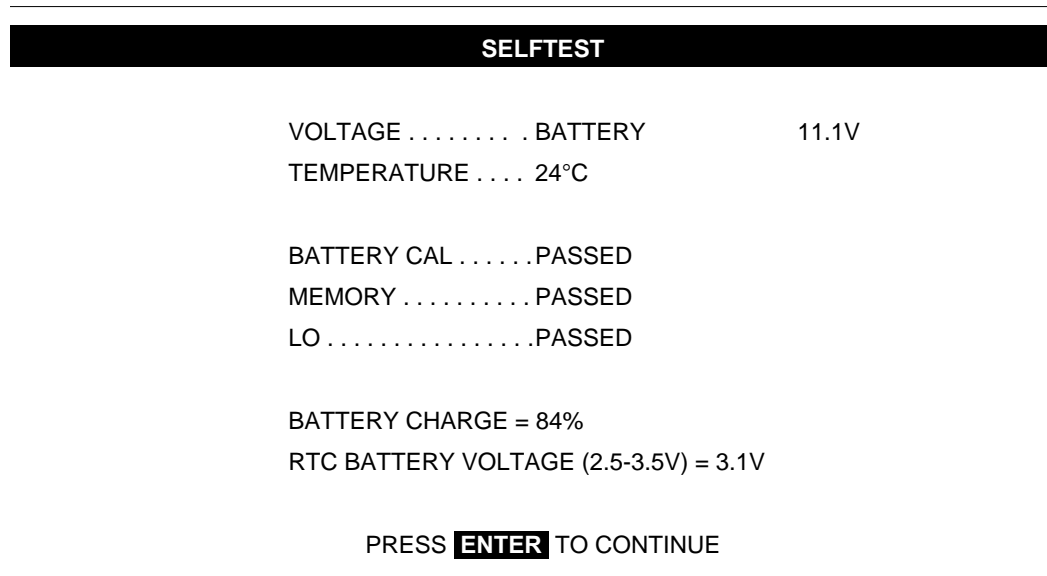 SELFTEST
VOLTAGE . . . . . . . . . BATTERY 11.1V
TEMPERATURE . . . . 24°C
BATTERY CAL . . . . . . PASSED
MEMORY . . . . . . . . . . PASSED
LO . . . . . . . . . . . . . . . . PASSED
BATTERY CHARGE = 84%
RTC BATTERY VOLTAGE (2.5-3.5V) = 3.1V
PRESS ENTER TO CONTINUE